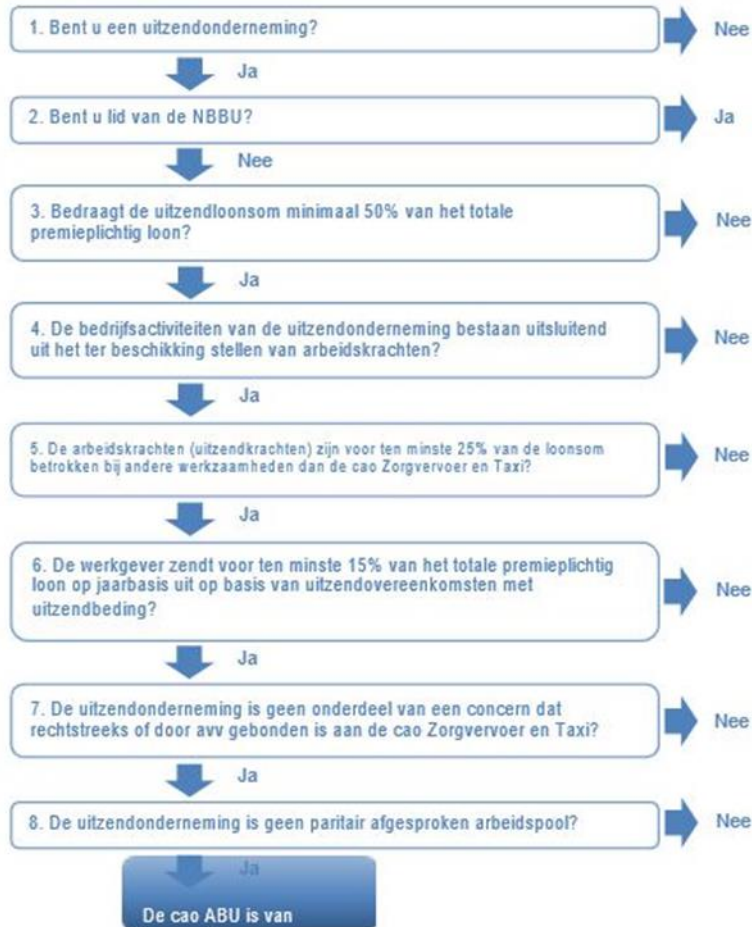 1. Bent u een uitzendonderneming?
Nee
Ja
2. Bent u lid van de NBBU?
Ja
Nee
3. Bedraagt de uitzendloonsom minimaal 50% van het totale
premieplichtig loon?
Nee
Ja
4. De bedrijfsactiviteiten van de uitzendonderneming bestaan uitsluitend
uit het ter beschikking stellen van arbeidskrachten?
Nee
Ja
5. De arbeidskrachten (uitzendkrachten) zijn voor ten minste 25% van de loonsom
betrokken bij andere werkzaamheden dan de cao Zorgvervoer en Taxi?
Nee
Ja
6. De werkgever zendt voor ten minste 15% van het totale premieplichtig
loon op jaarbasis uit op basis van uitzendovereenkomsten met
uitzendbeding?
Nee
Ja
7. De uitzendonderneming is geen onderdeel van een concern dat
rechtstreeks of door avv gebonden is aan de cao Zorgvervoer en Taxi?
Nee
Ja
8. De uitzendonderneming is geen paritair afgesproken arbeidspool?
Nee
Ja
De cao ABU is van